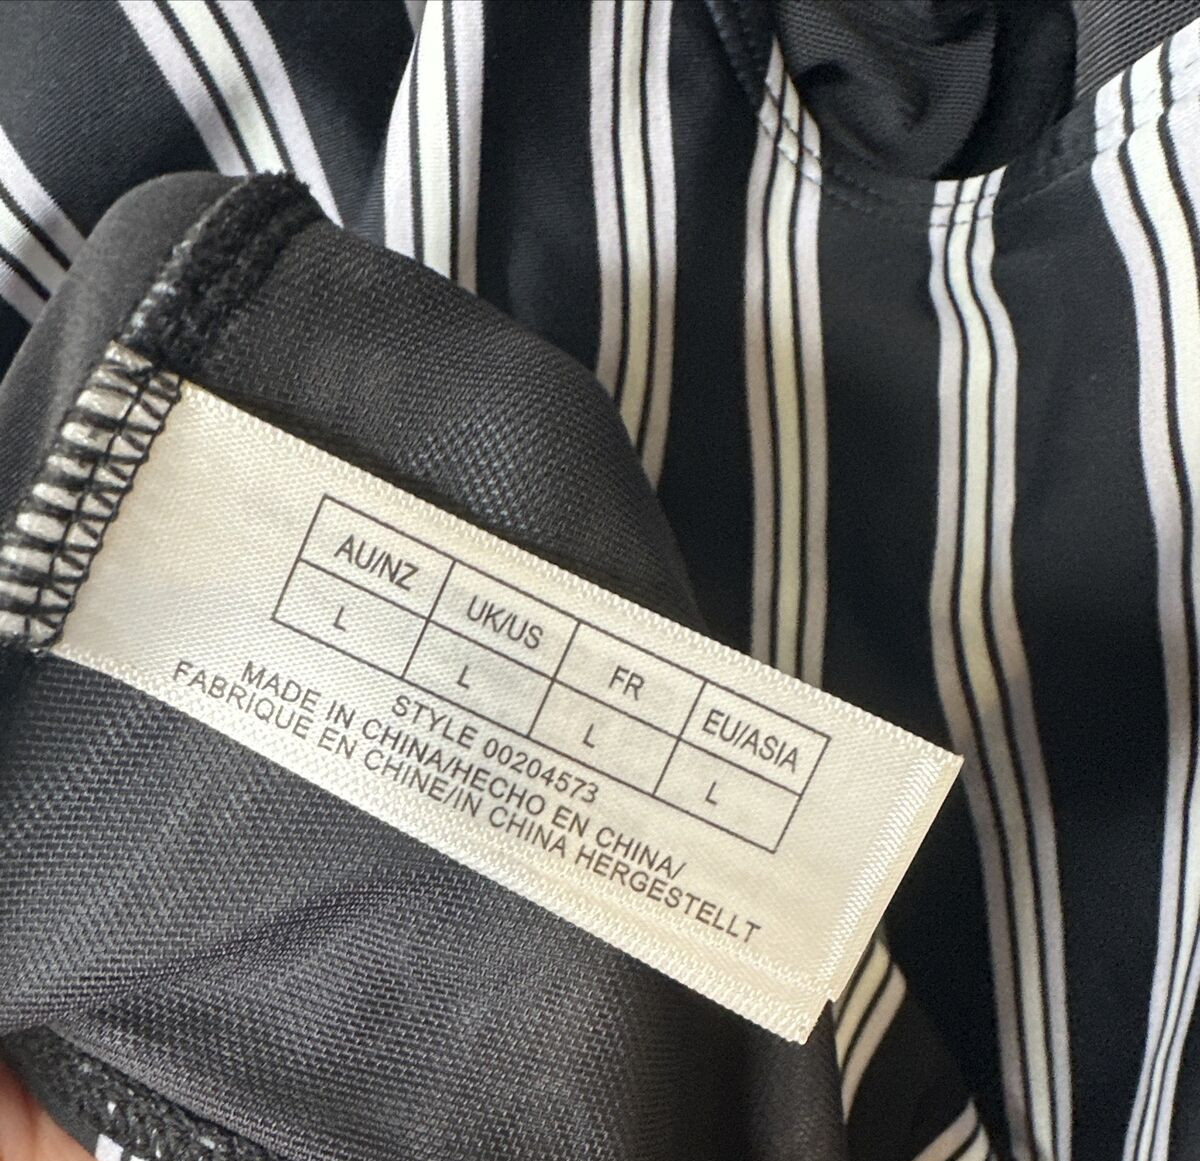 AU/NZ UK/US FR EU/ASIA
L L L L
STYLE 00204573
MADE IN CHINA/HECHO EN CHINA/
FABRIQUE EN CHINE/IN CHINA HERGESTELLT